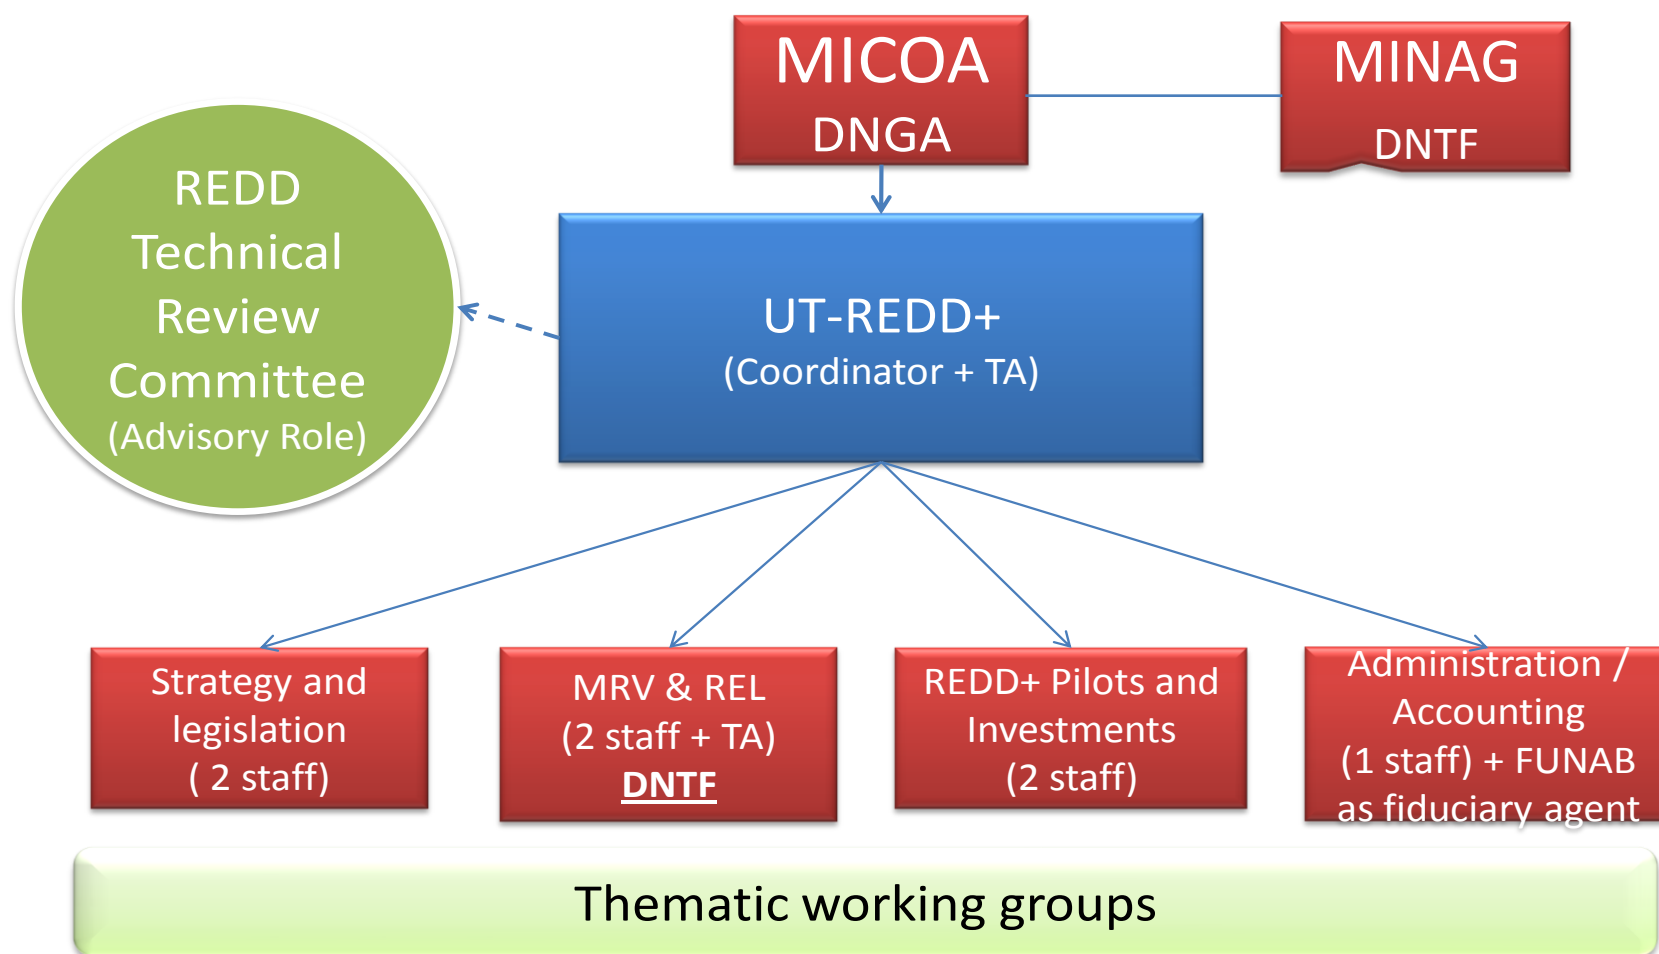 MICOA
DNGA
MINAG
DNTF
REDD
Technical
Review
Committee
(Advisory Role)
UT-REDD+
(Coordinator + TA)
Strategy and
legislation
( 2 staff)
MRV & REL
(2 staff + TA)
DNTF
REDD+ Pilots and
Investments
(2 staff)
Administration /
Accounting
(1 staff) + FUNAB
as fiduciary agent
Thematic working groups